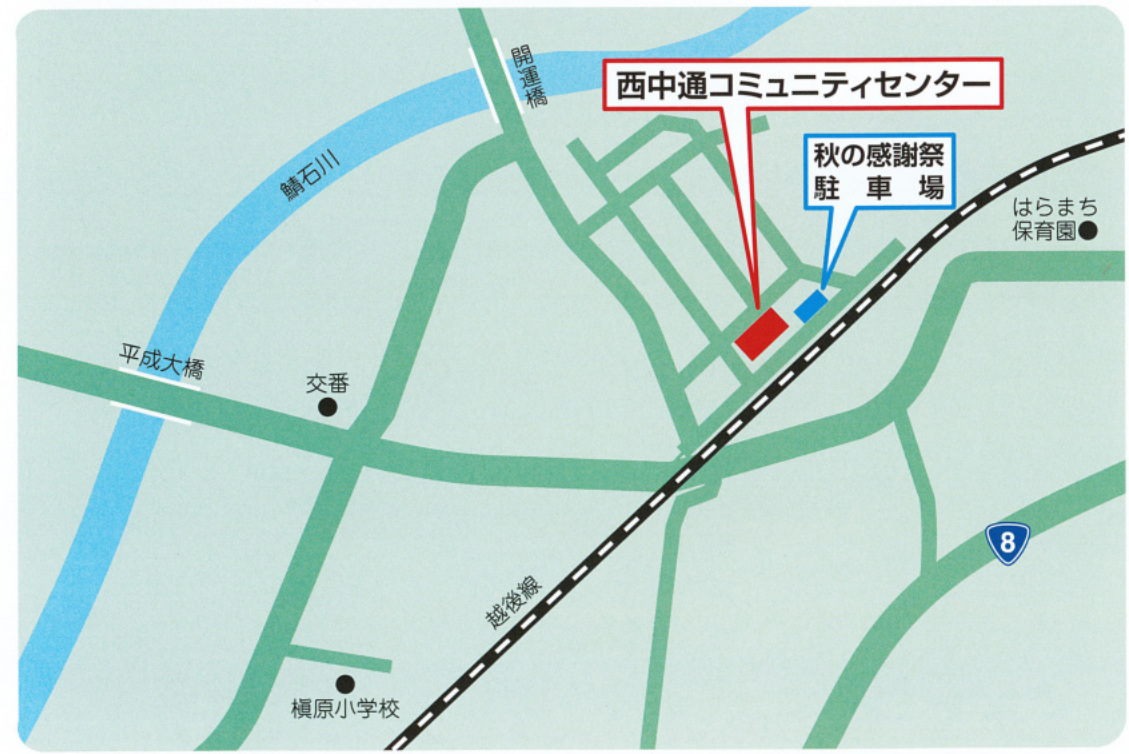 開運橋
西中通コミュニティセンター
秋の感謝祭
駐車場
鯖石川
はらまち
保育園
平成大橋
交番
8
越後線
槇原小学校